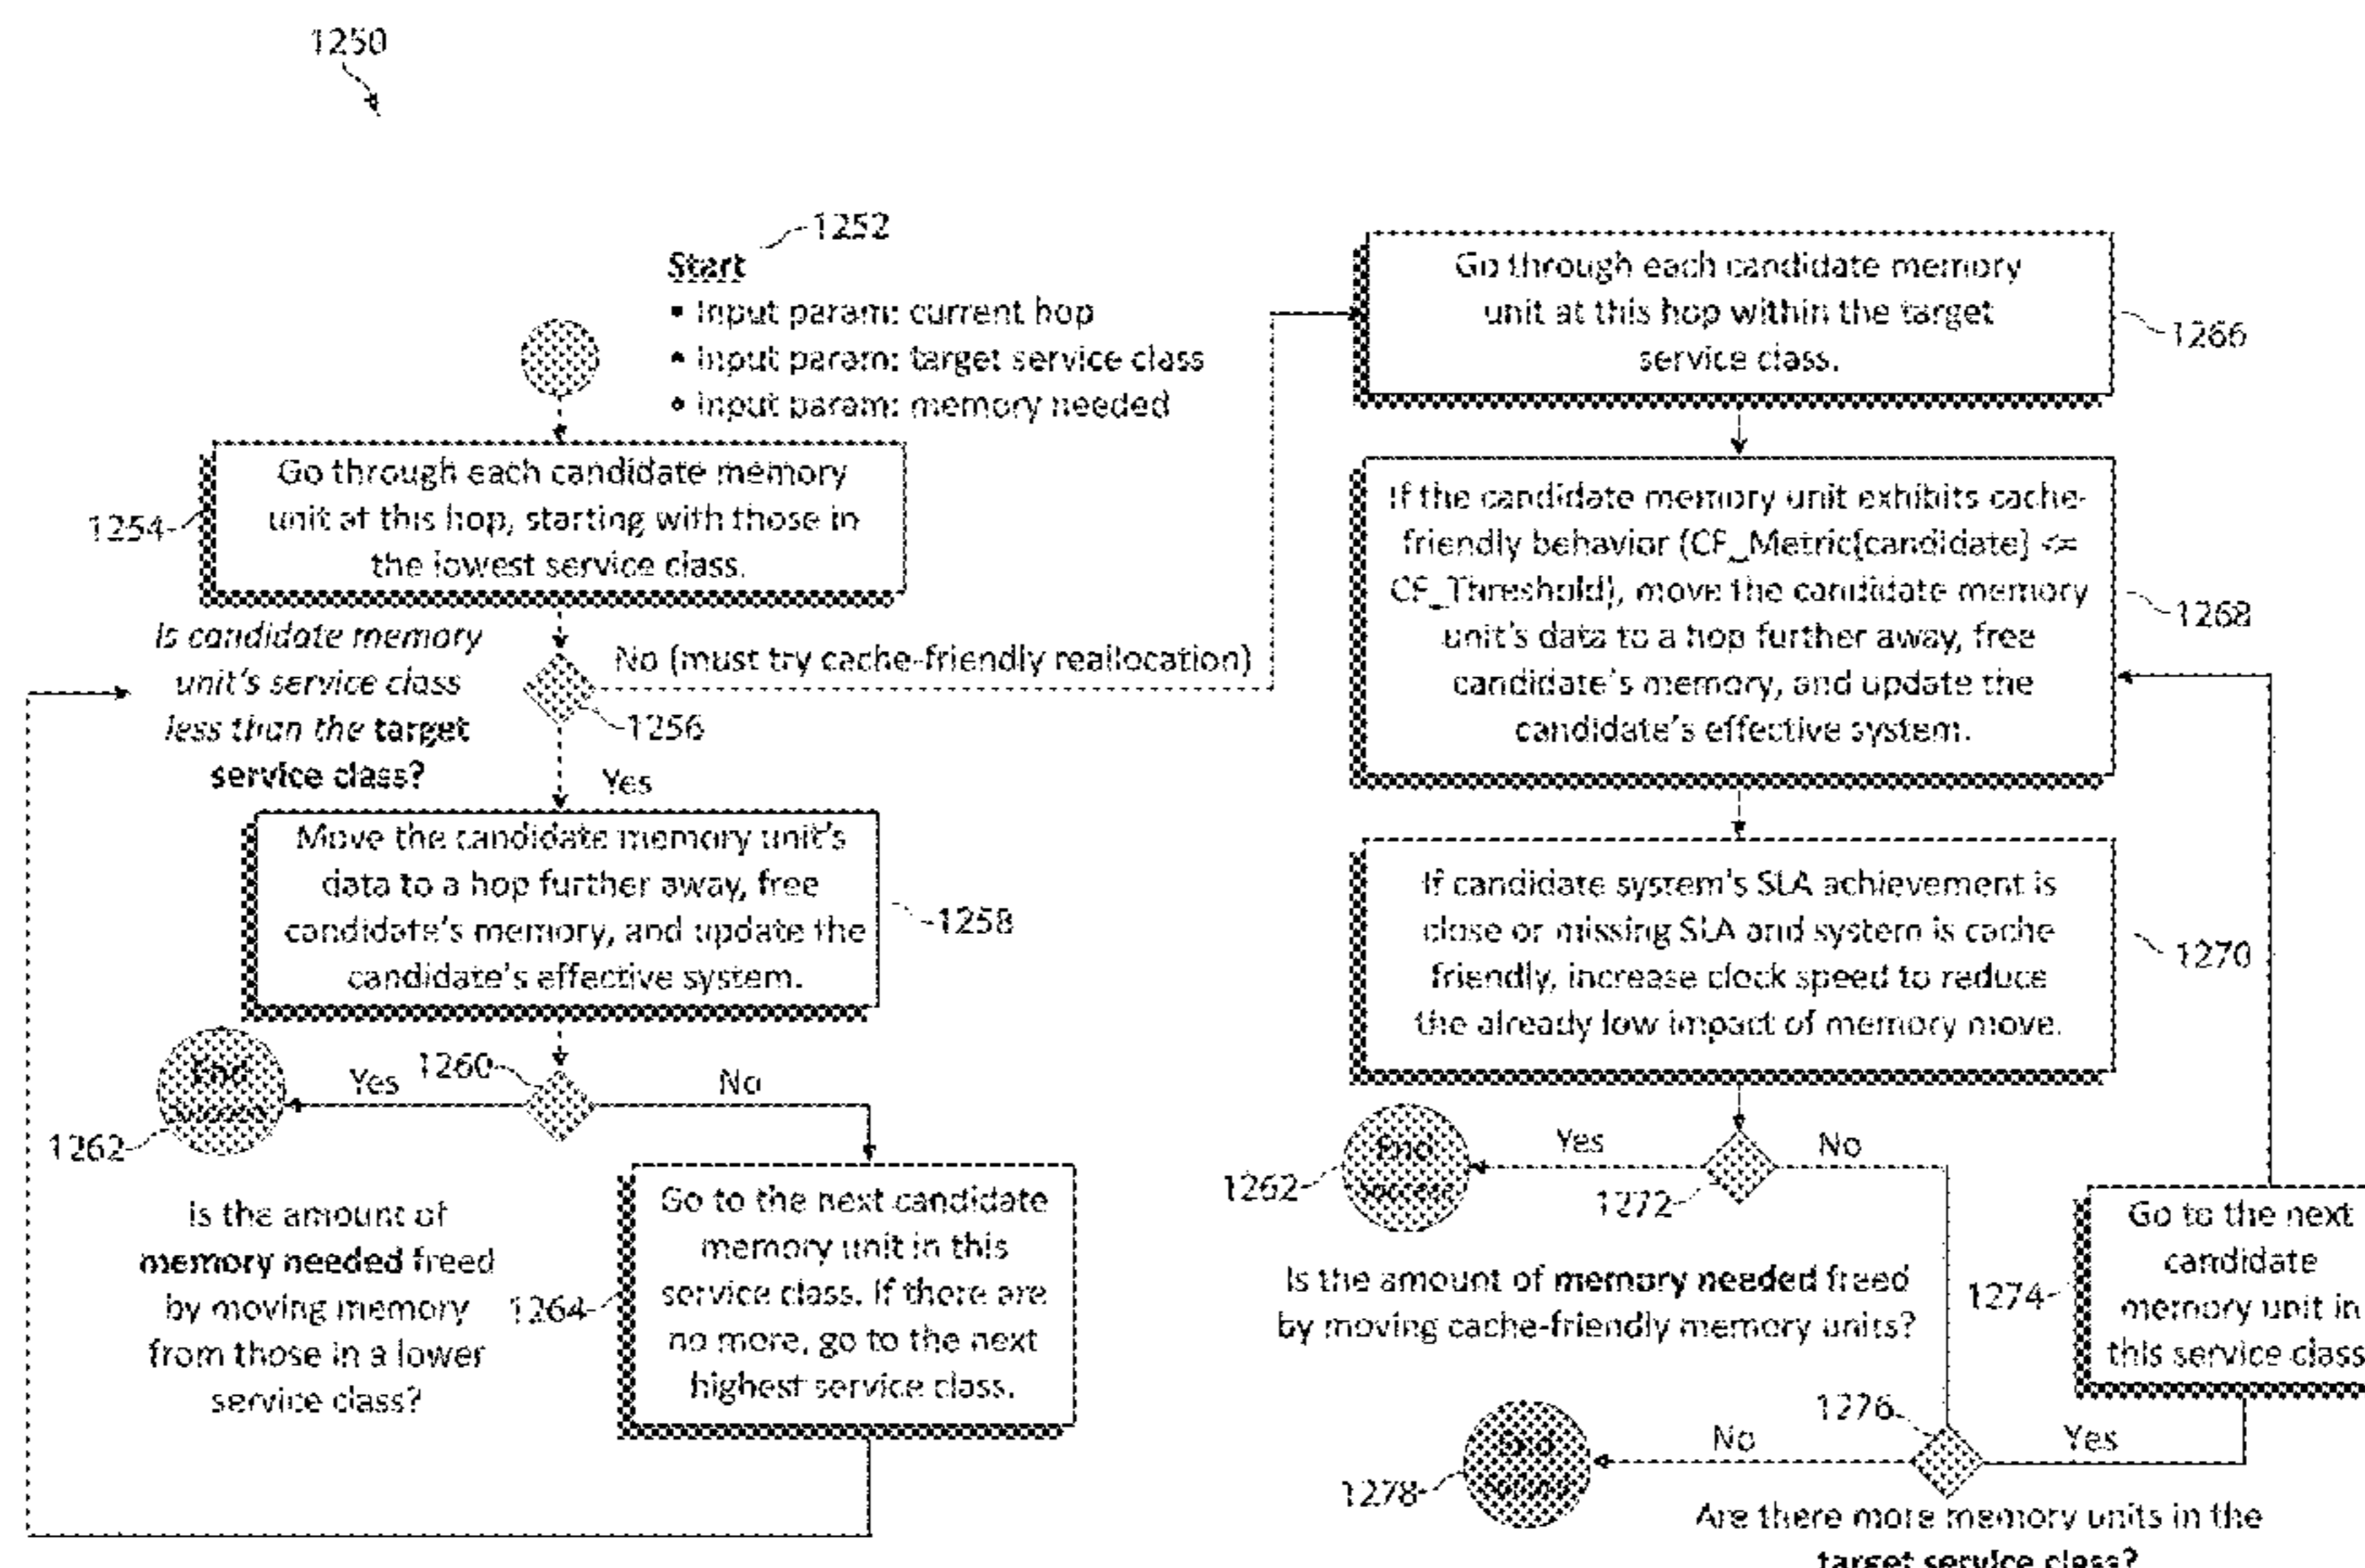 1250
1252
Start
▪ Input param: current hop
• Input param: target service class
• Input param: memory needed
1254
Go through each candidate memory
unit at this hop, starting with those in
the lowest service class.
Is candidate memory
unit's service class
less than the target
service class?
No (must try cache-friendly reallocation)
1256
Yes
Move the candidate memory unit's
data to a hop further away, free
candidate's memory, and update the
candidate's effective system.
1258
1260
Yes
No
End
1262
Is the amount of
memory needed freed
by moving memory
from those in a lower
service class?
1264
Go to the next candidate
memory unit in this
service class. If there are
no more, go to the next
highest service class.
Go through each candidate memory
unit at this hop within the target
service class.
1266
If the candidate memory unit exhibits cache-
friendly behavior (CF_Metric[candidate] <=
CF_Threshold), move the candidate memory
unit's data to a hop further away, free
candidate's memory, and update the
candidate's effective system.
1268
If candidate system's SLA achievement is
close or missing SLA and system is cache
friendly, increase clock speed to reduce
the already low impact of memory move.
1270
End
Yes
No
1262
1272
Is the amount of memory needed freed
by moving cache-friendly memory units?
1274
Go to the next
candidate
memory unit in
this service class
1276
End
No
Yes
1278
Are there more memory units in the
target service class?